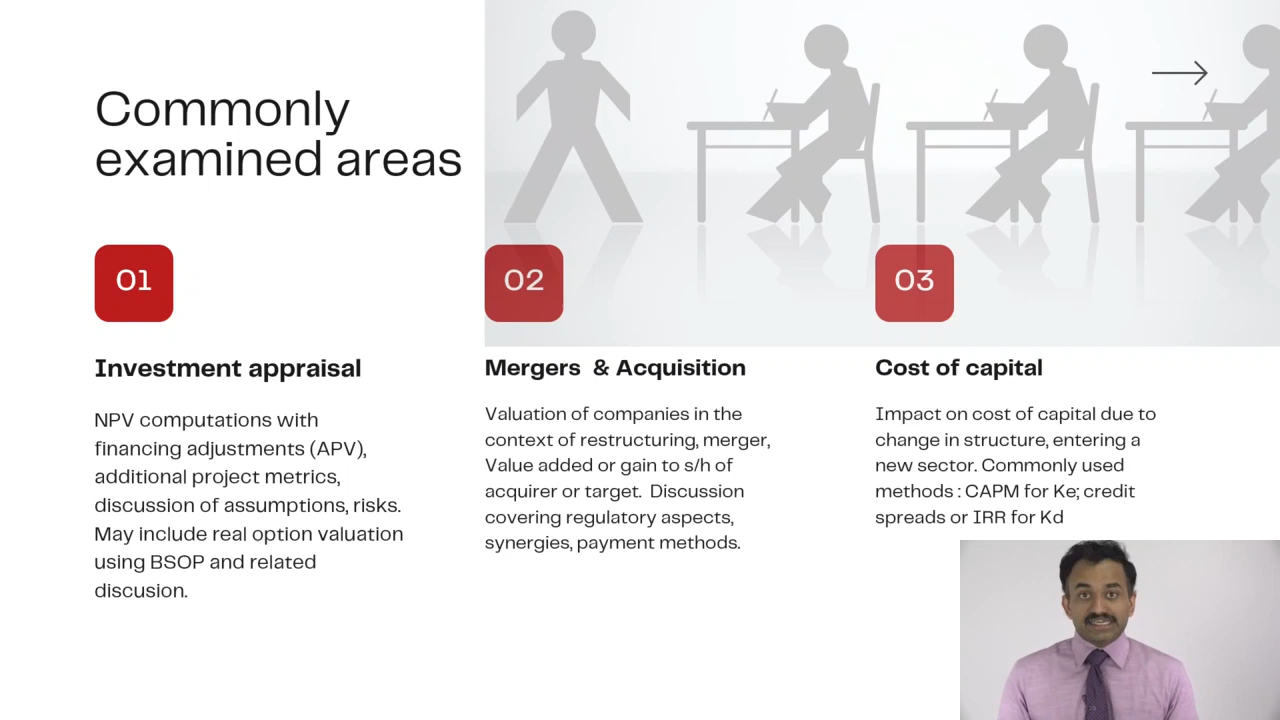 Commonly
examined areas
01
Investment appraisal
NPV computations with
financing adjustments (APV),
additional project metrics,
discussion of assumptions, risks.
May include real option valuation
using BSOP and related
discusion.
02
Mergers & Acquisition
Valuation of companies in the
context of restructuring, merger,
Value added or gain to s/h of
acquirer or target. Discussion
covering regulatory aspects,
synergies, payment methods.
03
Cost of capital
Impact on cost of capital due to
change in structure, entering a
new sector. Commonly used
methods : CAPM for Ke; credit
spreads or IRR for Kd